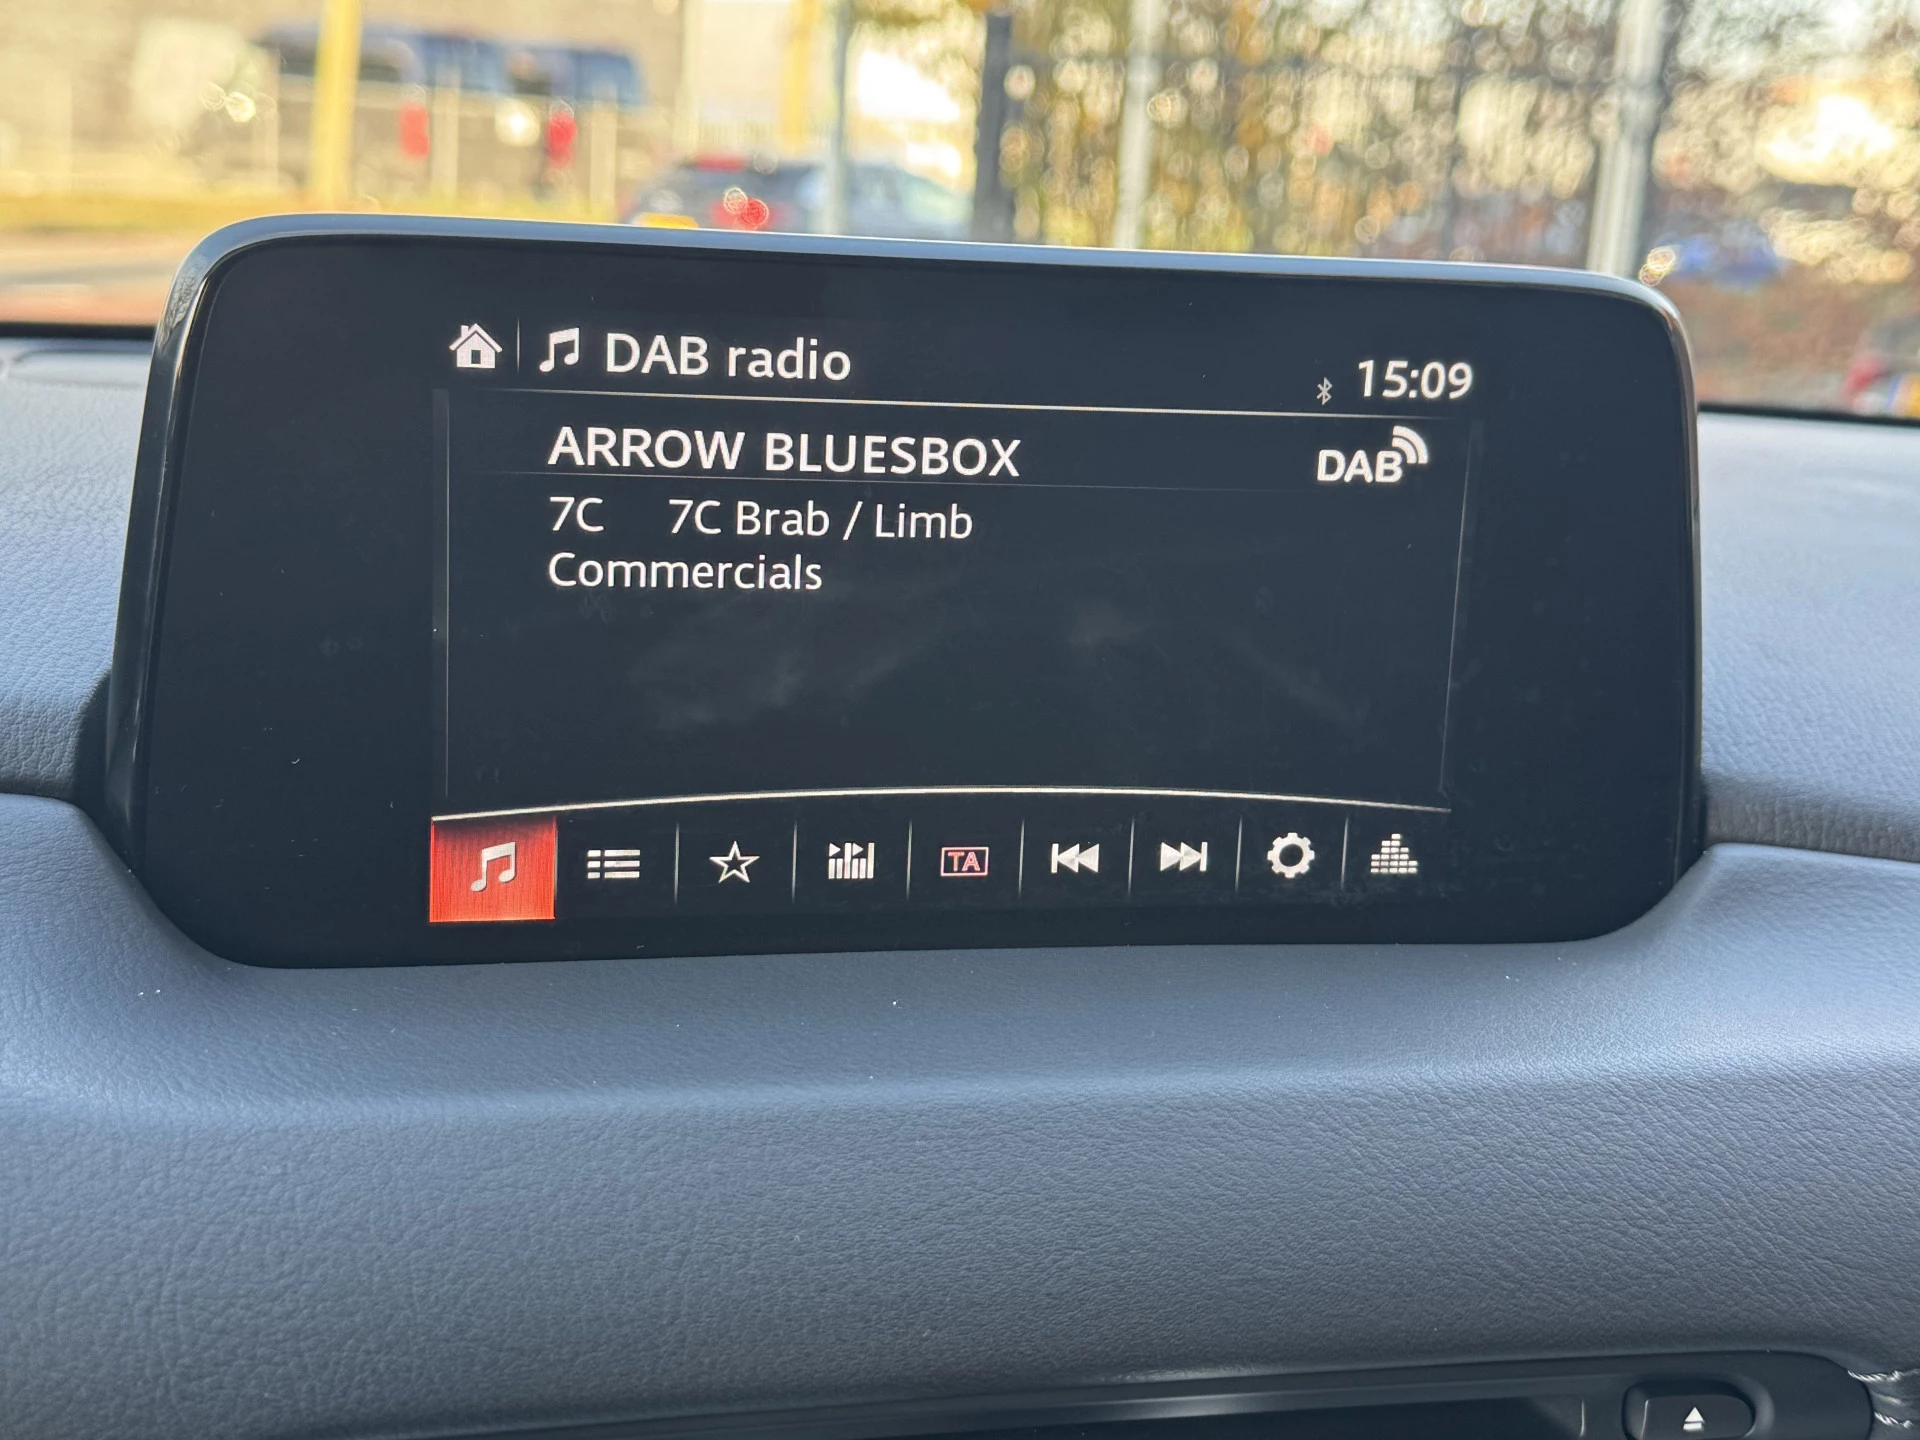 DAB radio
15:09
ARROW BLUESBOX
DAB
7C 7C Brab / Limb
Commercials
TA